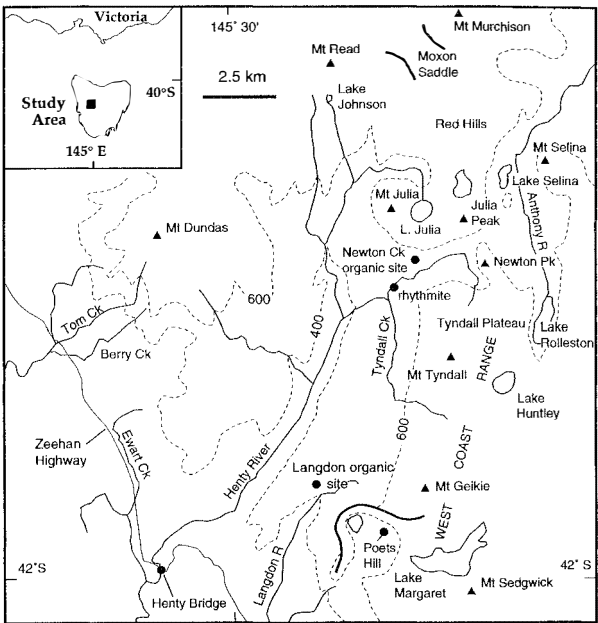 Victoria
40°S
Study
Area
145° E
145° 30'
Mt Murchison
Mt Read
Moxon
Saddle
2.5 km
Lake
Johnson
Red Hills
Mt Selina
Lake Selina
Mt Julia
Julia
Peak
L. Julia
Anthony R
Mt Dundas
Newton Ck
organic site
Newton Pk
rhythmite
600
400
Tom Ck
Berry Ck
Tyndall Ck
Tyndall Plateau
Lake
Rolleston
Mt Tyndall
RANGE
Lake
Huntley
600
COAST
WEST
Zeehan
Highway
Ewart Ck
Henty River
Langdon organic
site
Mt Geikie
Langdon R
Poets
Hill
Lake
Margaret
Mt Sedgwick
42°S
42° S
Henty Bridge